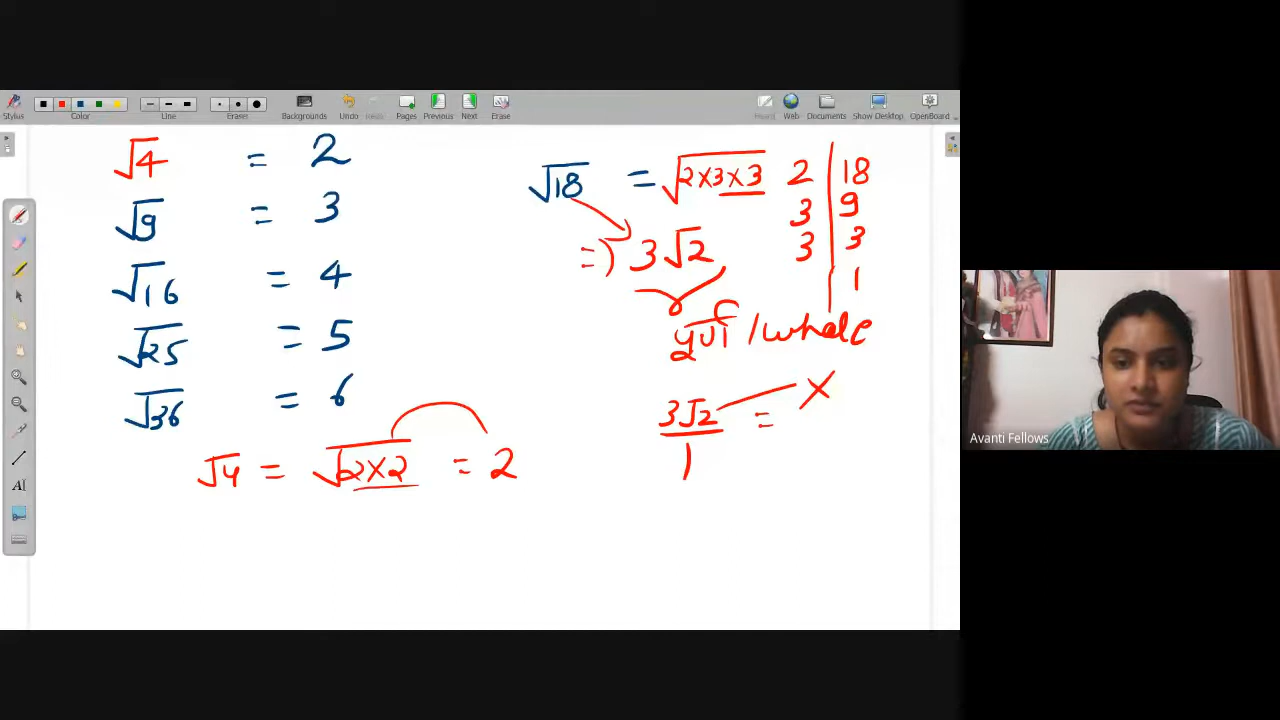 Stylus
Color
Line
Eraser
Backgrounds
Undo
Redo
Pages
Previous
Next
Erase
Board
Web
Documents
Show Desktop
OpenBoard
√4 = 2
√9 = 3
√16 = 4
√25 = 5
√36 = 6
√4 = √2×2 = 2
√18 = √2×3×3
2 | 18
3 | 9
3 | 3
1
=) 3√2
पूर्ण / whole
3√2 / 1 = X
Avanti Fellows